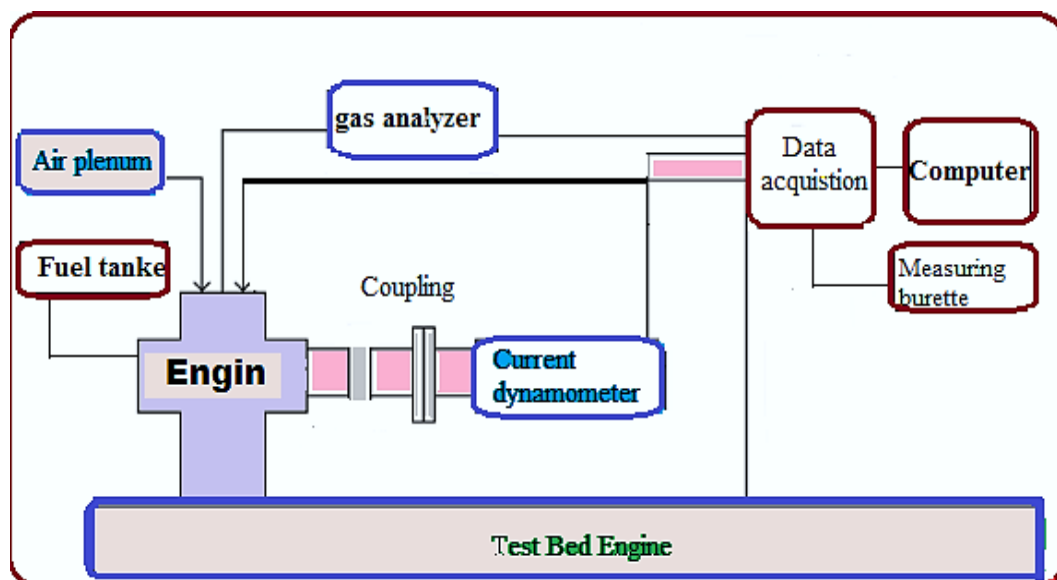 gas analyzer
Air plenum
Data
acquistion
Computer
Fuel tanke
Coupling
Measuring
burette
Engin
Current
dynamometer
Test Bed Engine